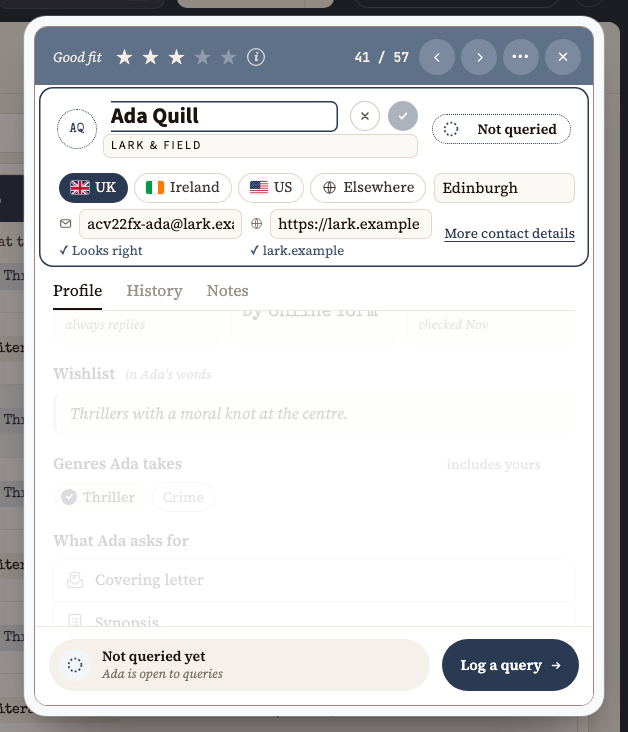 Good fit
41 / 57
AQ
Ada Quill
LARK & FIELD
Not queried
UK
Ireland
US
Elsewhere
Edinburgh
acv22fx-ada@lark.exa
https://lark.example
More contact details
✓ Looks right
✓ lark.example
Profile
History
Notes
always replies
By online form
checked Nov
Wishlist in Ada's words
Thrillers with a moral knot at the centre.
Genres Ada takes
includes yours
Thriller
Crime
What Ada asks for
Covering letter
Synopsis
Not queried yet
Ada is open to queries
Log a query →